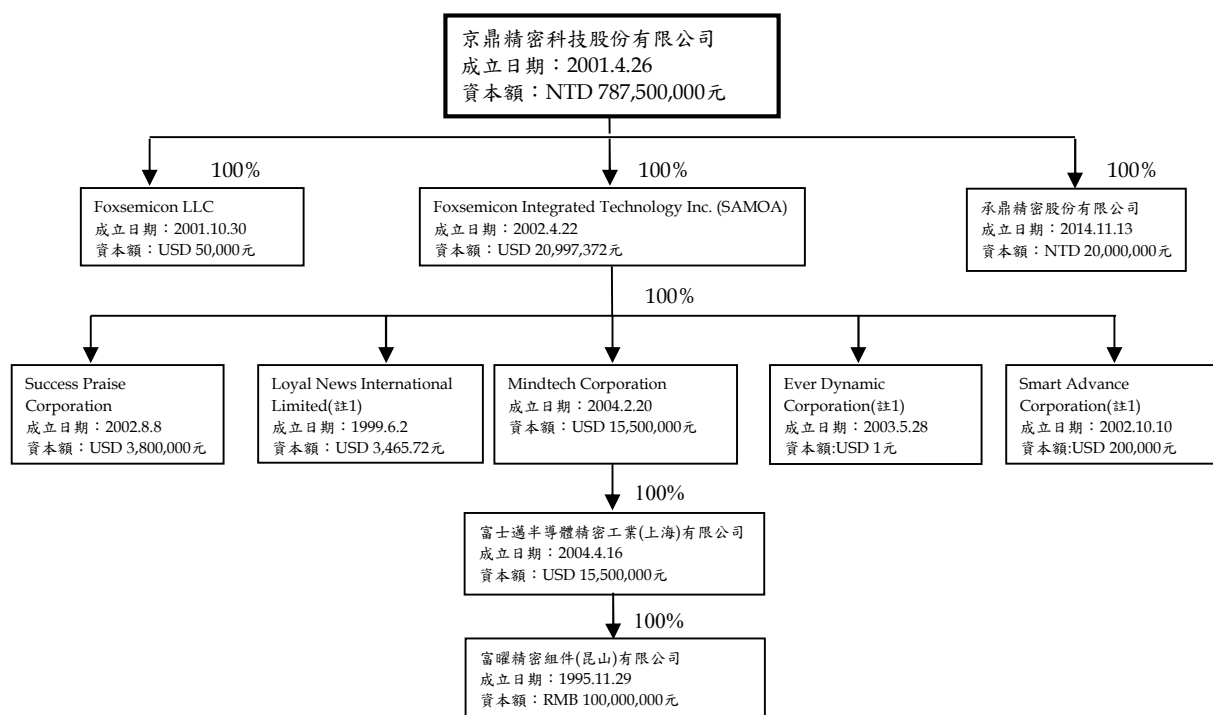 京鼎精密科技股份有限公司
成立日期：2001.4.26
資本額：NTD 787,500,000元
100%
100%
100%
Foxsemicon LLC
成立日期：2001.10.30
資本額：USD 50,000元
Foxsemicon Integrated Technology Inc. (SAMOA)
成立日期：2002.4.22
資本額：USD 20,997,372元
承鼎精密股份有限公司
成立日期：2014.11.13
資本額：NTD 20,000,000元
100%
Success Praise
Corporation
成立日期：2002.8.8
資本額：USD 3,800,000元
Loyal News International
Limited(註1)
成立日期：1999.6.2
資本額：USD 3,465.72元
Mindtech Corporation
成立日期：2004.2.20
資本額：USD 15,500,000元
Ever Dynamic
Corporation(註1)
成立日期：2003.5.28
資本額:USD 1元
Smart Advance
Corporation(註1)
成立日期：2002.10.10
資本額:USD 200,000元
100%
富士邁半導體精密工業(上海)有限公司
成立日期：2004.4.16
資本額：USD 15,500,000元
100%
富曜精密組件(昆山)有限公司
成立日期：1995.11.29
資本額：RMB 100,000,000元